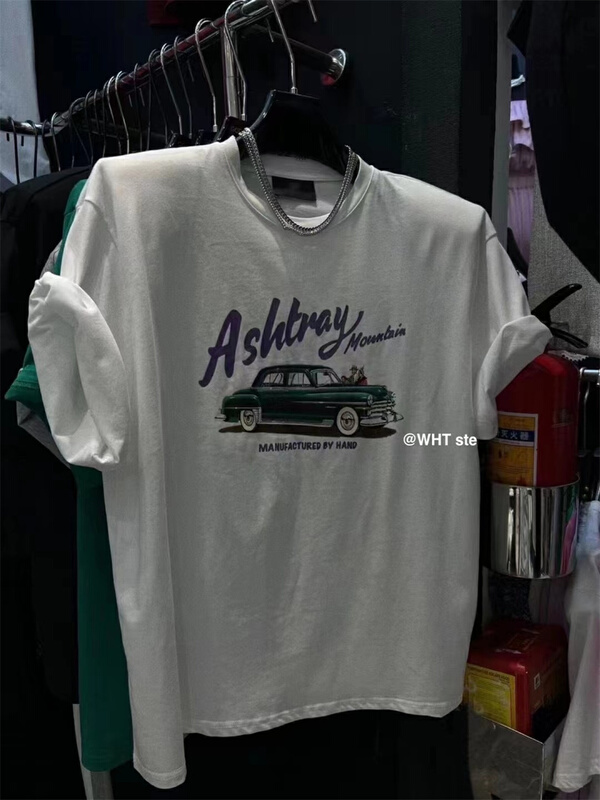 Ashtray
Mountain
MANUFACTURED BY HAND
@WHT ste
灭火器